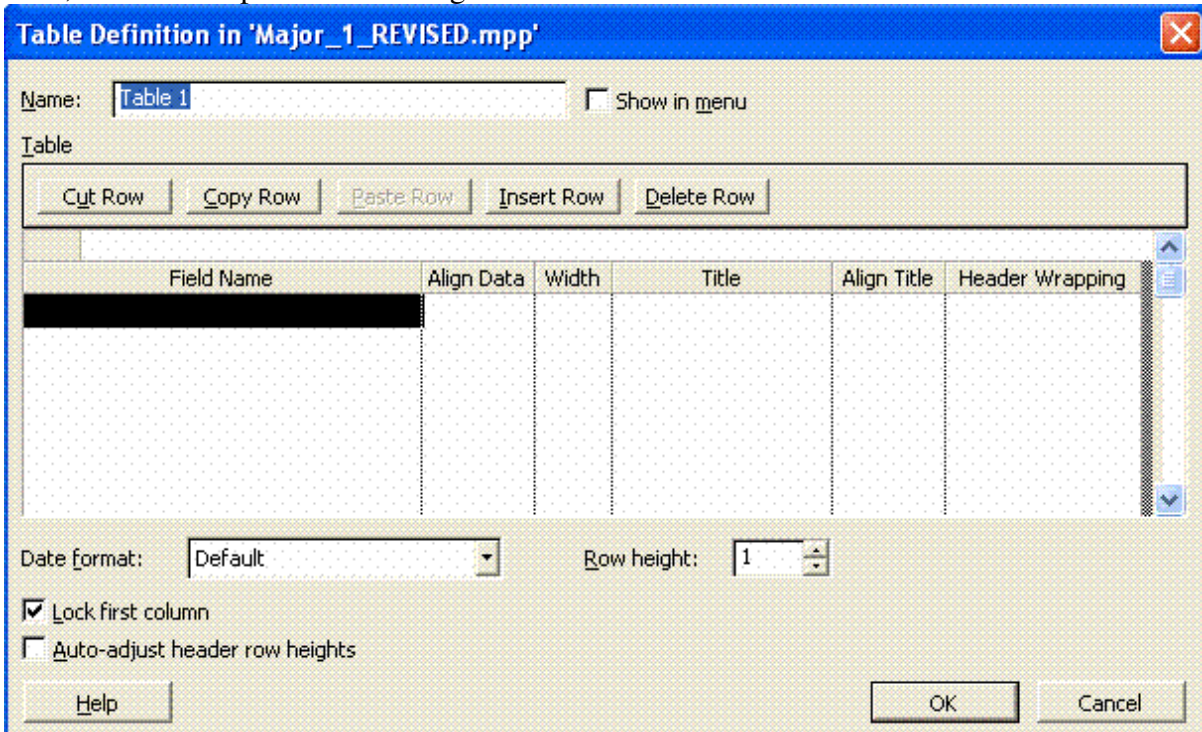 Table Definition in 'Major_1_REVISED.mpp'
Name: Table 1 Show in menu
Table
Cut Row Copy Row Paste Row Insert Row Delete Row
Field Name Align Data Width Title Align Title Header Wrapping
Date format: Default Row height: 1
Lock first column
Auto-adjust header row heights
Help OK Cancel